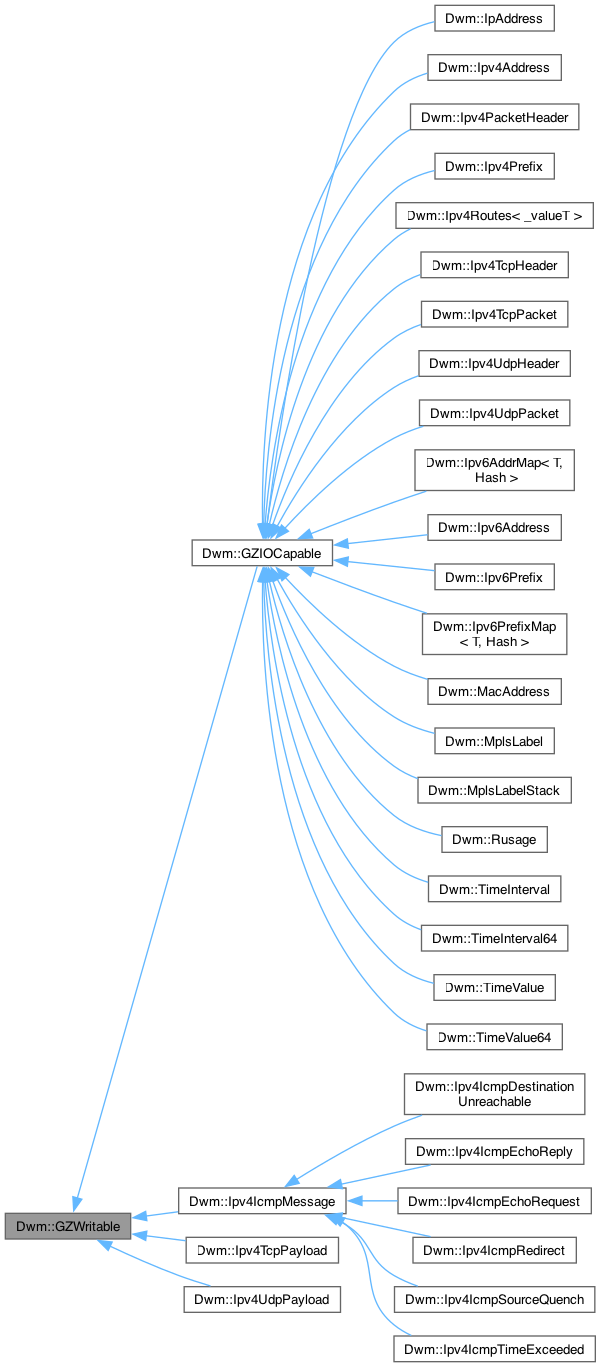 Dwm::IpAddress
Dwm::Ipv4Address
Dwm::Ipv4PacketHeader
Dwm::Ipv4Prefix
Dwm::Ipv4Routes< _valueT >
Dwm::Ipv4TcpHeader
Dwm::Ipv4TcpPacket
Dwm::Ipv4UdpHeader
Dwm::Ipv4UdpPacket
Dwm::Ipv6AddrMap< T,
Hash >
Dwm::GZIOCapable
Dwm::Ipv6Address
Dwm::Ipv6Prefix
Dwm::Ipv6PrefixMap
< T, Hash >
Dwm::MacAddress
Dwm::MplsLabel
Dwm::MplsLabelStack
Dwm::Rusage
Dwm::TimeInterval
Dwm::TimeInterval64
Dwm::TimeValue
Dwm::TimeValue64
Dwm::Ipv4IcmpDestination
Unreachable
Dwm::Ipv4IcmpEchoReply
Dwm::Ipv4IcmpMessage
Dwm::Ipv4IcmpEchoRequest
Dwm::GZWritable
Dwm::Ipv4TcpPayload
Dwm::Ipv4IcmpRedirect
Dwm::Ipv4UdpPayload
Dwm::Ipv4IcmpSourceQuench
Dwm::Ipv4IcmpTimeExceeded